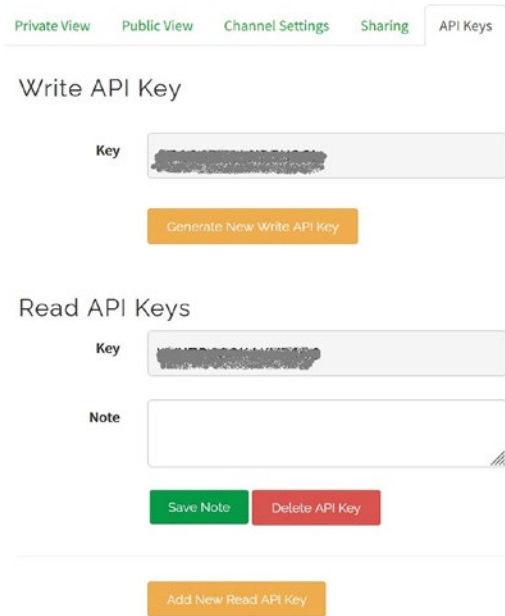 Private View Public View Channel Settings Sharing API Keys
Write API Key
Key
Generate New Write API Key
Read API Keys
Key
Note
Save Note Delete API Key
Add New Read API Key